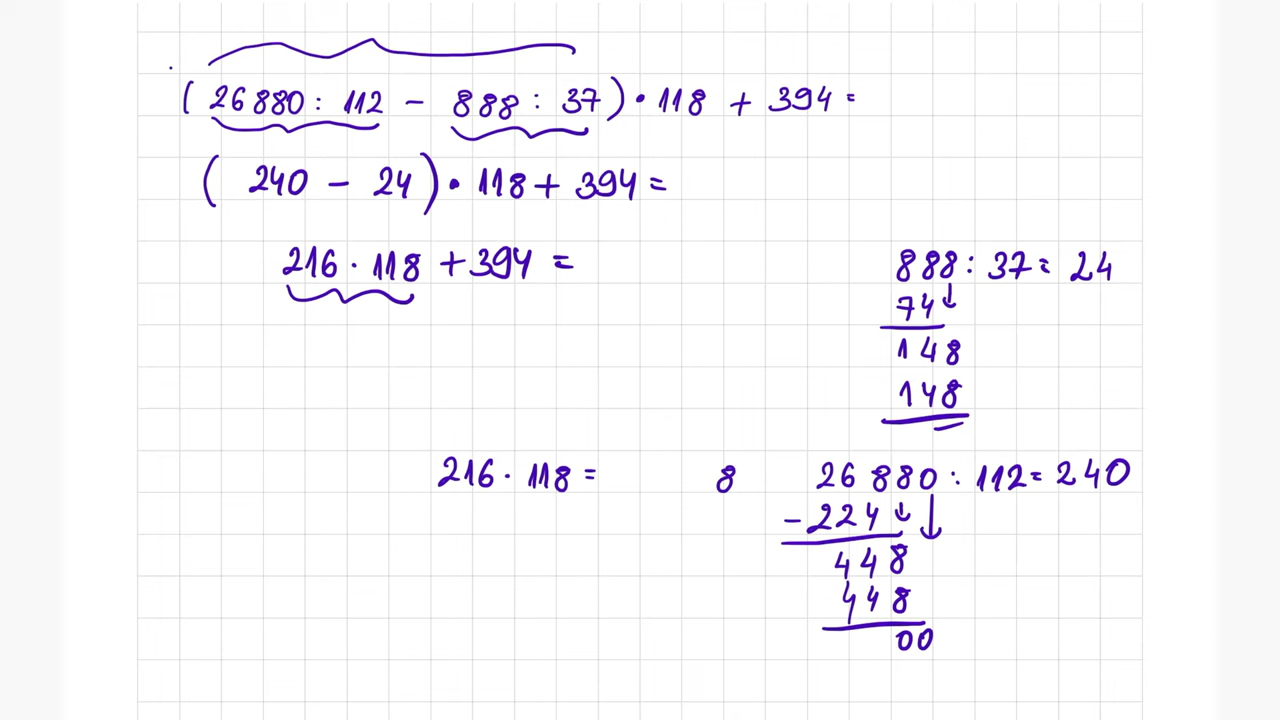 (26880 : 112 - 888 : 37) · 118 + 394 =
(240 - 24) · 118 + 394 =
216 · 118 + 394 =
888 : 37 = 24
74
148
148
216 · 118 = 8
26880 : 112 = 240
- 224
448
448
00